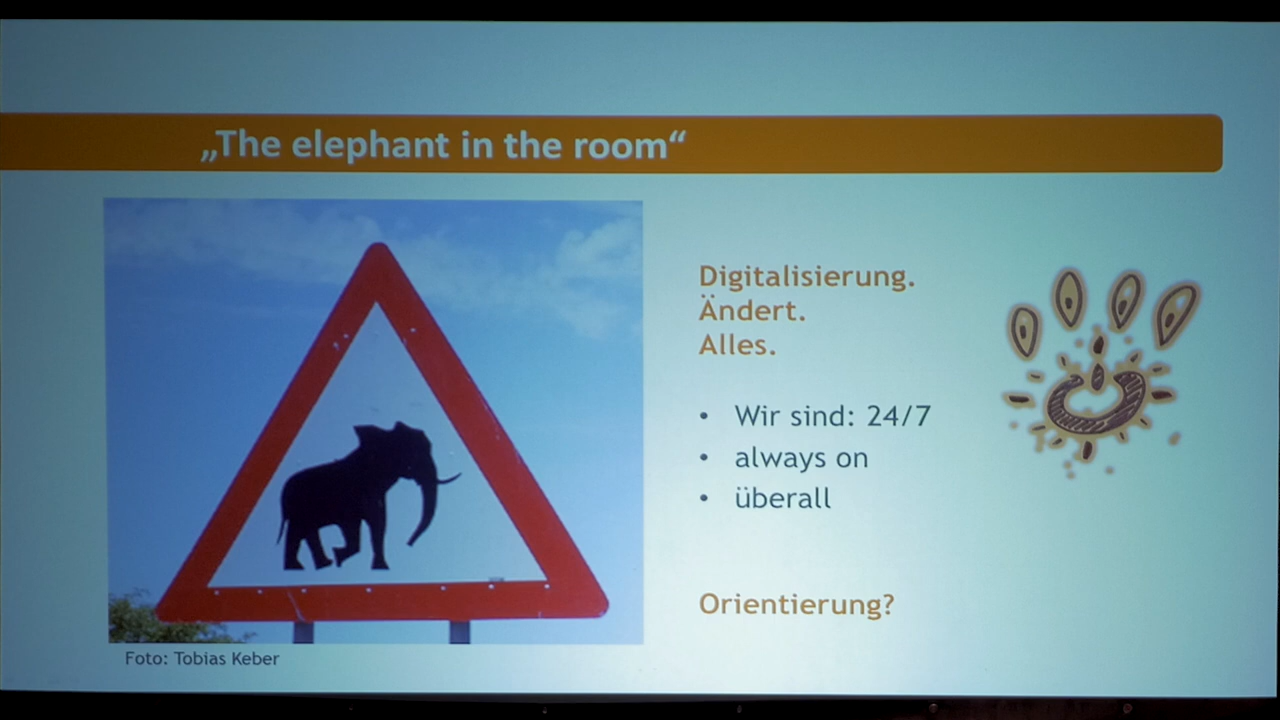 „The elephant in the room“
Digitalisierung.
Ändert.
Alles.
• Wir sind: 24/7
• always on
• überall
Orientierung?
Foto: Tobias Keber